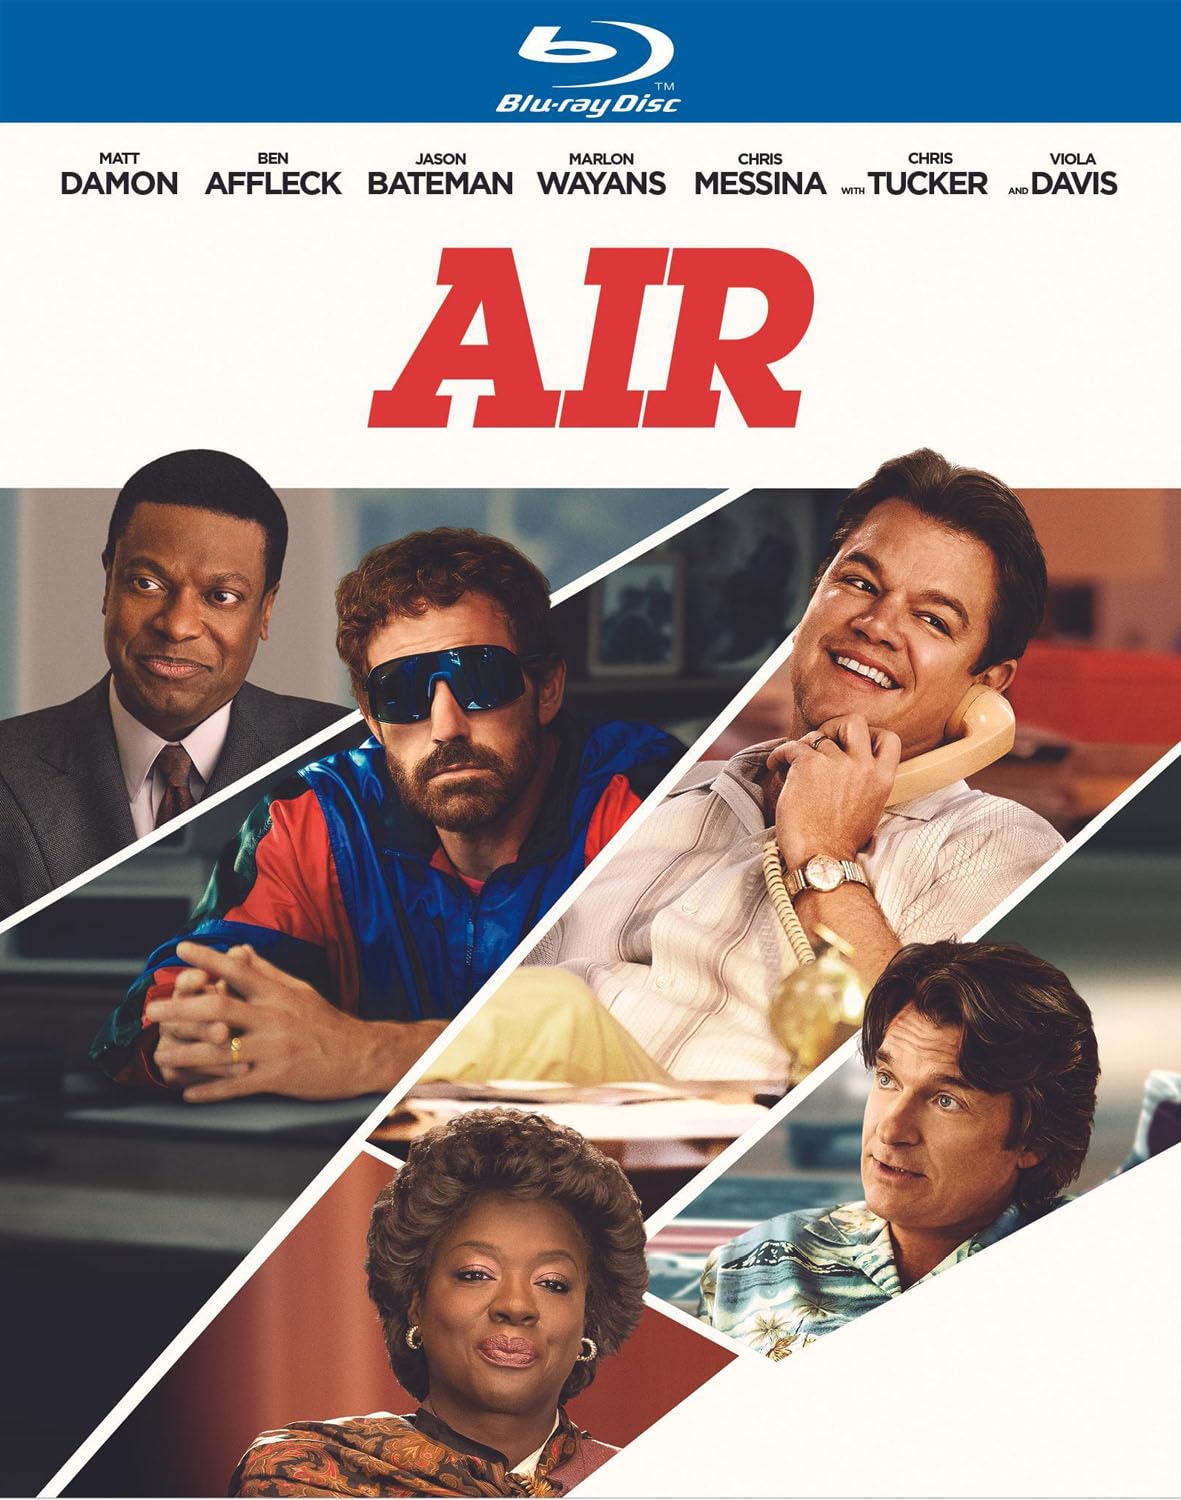 Blu-ray Disc
TM
MATT DAMON
BEN AFFLECK
JASON BATEMAN
MARLON WAYANS
CHRIS MESSINA
WITH CHRIS TUCKER
AND VIOLA DAVIS
AIR